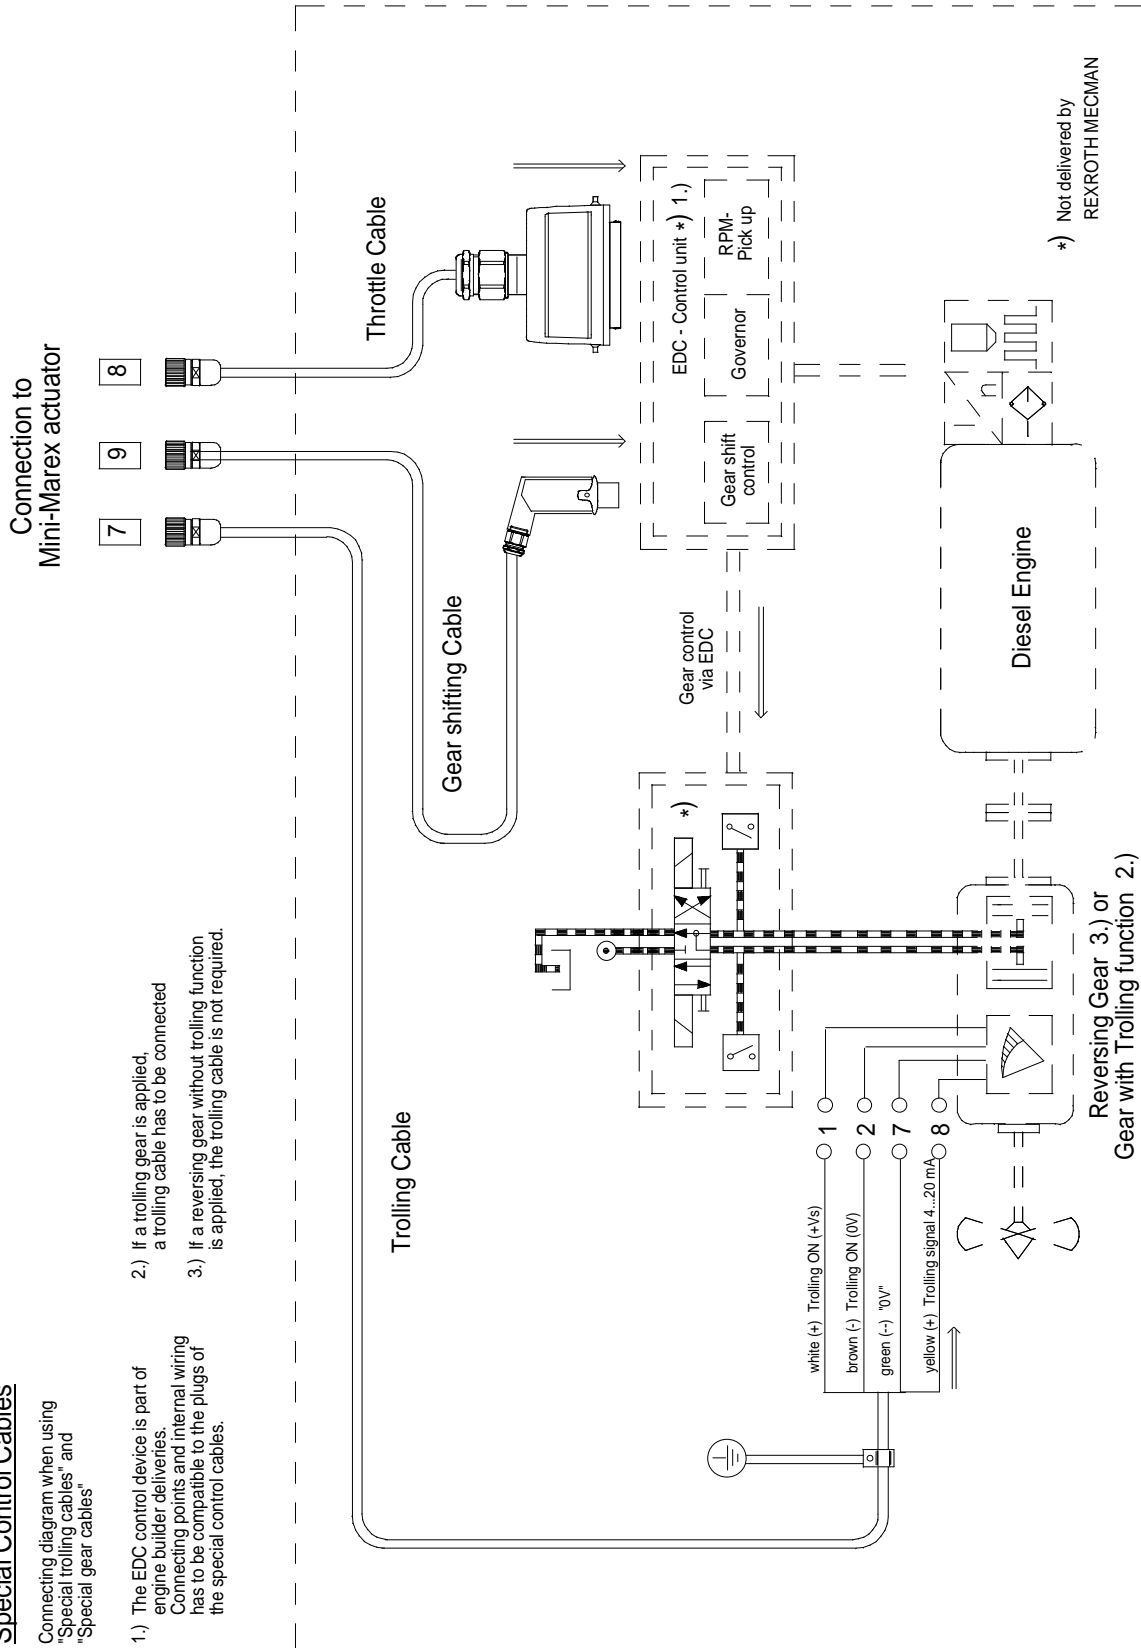 Special Control Cables
Connecting diagram when using
"Special trolling cables" and
"Special gear cables"
1.) The EDC control device is part of
engine builder deliveries.
Connecting points and internal wiring
has to be compatible to the plugs of
the special control cables.
2.) If a trolling gear is applied,
a trolling cable has to be connected
3.) If a reversing gear without trolling function
is applied, the trolling cable is not required.
Connection to
Mini-Marex actuator
7
9
8
Trolling Cable
Gear shifting Cable
Throttle Cable
EDC - Control unit *) 1.)
Gear shift
control
Governor
RPM-
Pick up
Gear control
via EDC
*)
white (+) Trolling ON (+Vs)
1
brown (-) Trolling ON (0V)
2
green (--) "0V"
7
yellow (+) Trolling signal 4...20 mA
8
n
Diesel Engine
*) Not delivered by
REXROTH MECMAN
Reversing Gear 3.) or
Gear with Trolling function 2.)